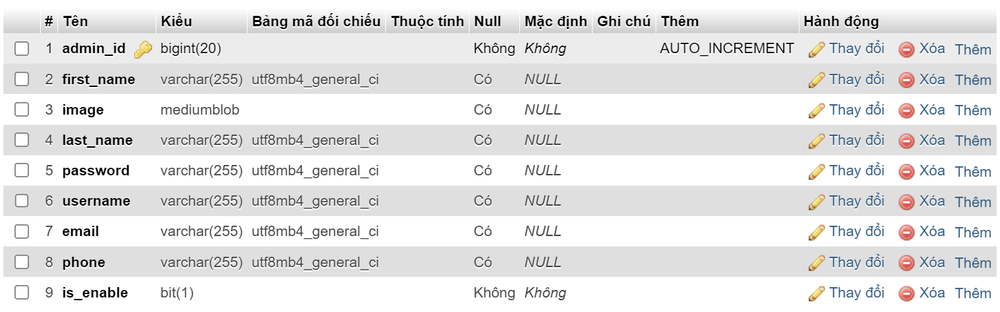 # Tên Kiểu Bảng mã đối chiếu Thuộc tính Null Mặc định Ghi chú Thêm Hành động
1 admin_id bigint(20) Không Không AUTO_INCREMENT Thay đổi Xóa Thêm
2 first_name varchar(255) utf8mb4_general_ci Có NULL Thay đổi Xóa Thêm
3 image mediumblob Có NULL Thay đổi Xóa Thêm
4 last_name varchar(255) utf8mb4_general_ci Có NULL Thay đổi Xóa Thêm
5 password varchar(255) utf8mb4_general_ci Có NULL Thay đổi Xóa Thêm
6 username varchar(255) utf8mb4_general_ci Có NULL Thay đổi Xóa Thêm
7 email varchar(255) utf8mb4_general_ci Có NULL Thay đổi Xóa Thêm
8 phone varchar(255) utf8mb4_general_ci Có NULL Thay đổi Xóa Thêm
9 is_enable bit(1) Không Không Thay đổi Xóa Thêm